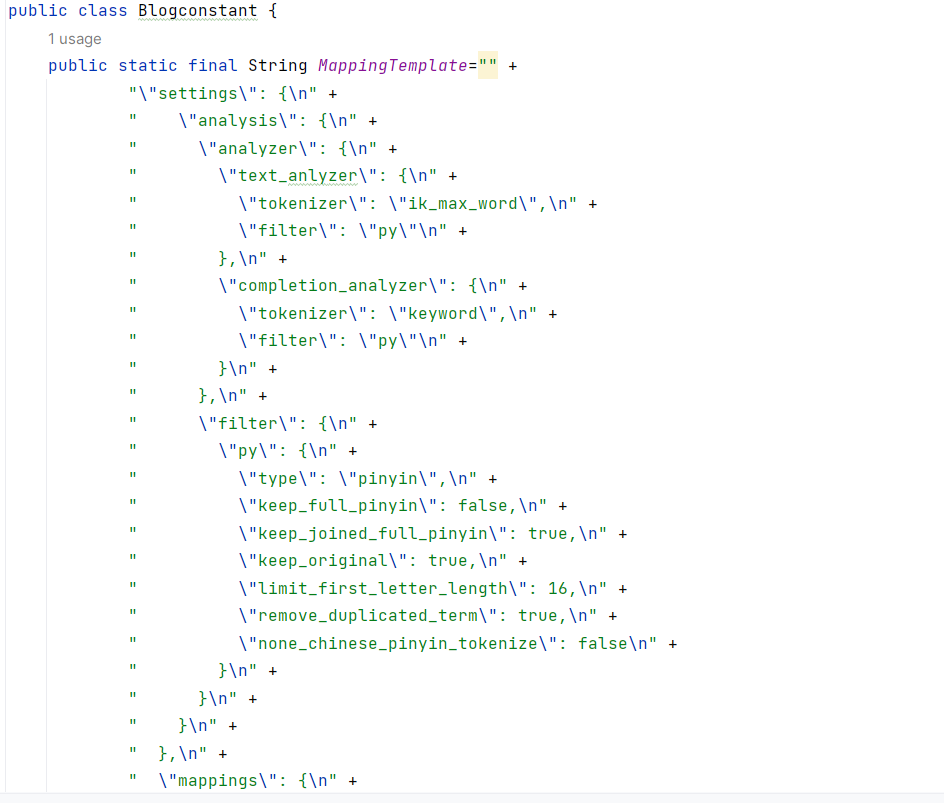 public class Blogconstant {
1 usage
public static final String MappingTemplate="" +
"\"settings\": {\n" +
"    \"analysis\": {\n" +
"      \"analyzer\": {\n" +
"        \"text_anlyzer\": {\n" +
"          \"tokenizer\": \"ik_max_word\",\n" +
"          \"filter\": \"py\"\n" +
"        },\n" +
"        \"completion_analyzer\": {\n" +
"          \"tokenizer\": \"keyword\",\n" +
"          \"filter\": \"py\"\n" +
"        }\n" +
"      },\n" +
"      \"filter\": {\n" +
"        \"py\": {\n" +
"          \"type\": \"pinyin\",\n" +
"          \"keep_full_pinyin\": false,\n" +
"          \"keep_joined_full_pinyin\": true,\n" +
"          \"keep_original\": true,\n" +
"          \"limit_first_letter_length\": 16,\n" +
"          \"remove_duplicated_term\": true,\n" +
"          \"none_chinese_pinyin_tokenize\": false\n" +
"        }\n" +
"      }\n" +
"    }\n" +
"  },\n" +
"  \"mappings\": {\n" +